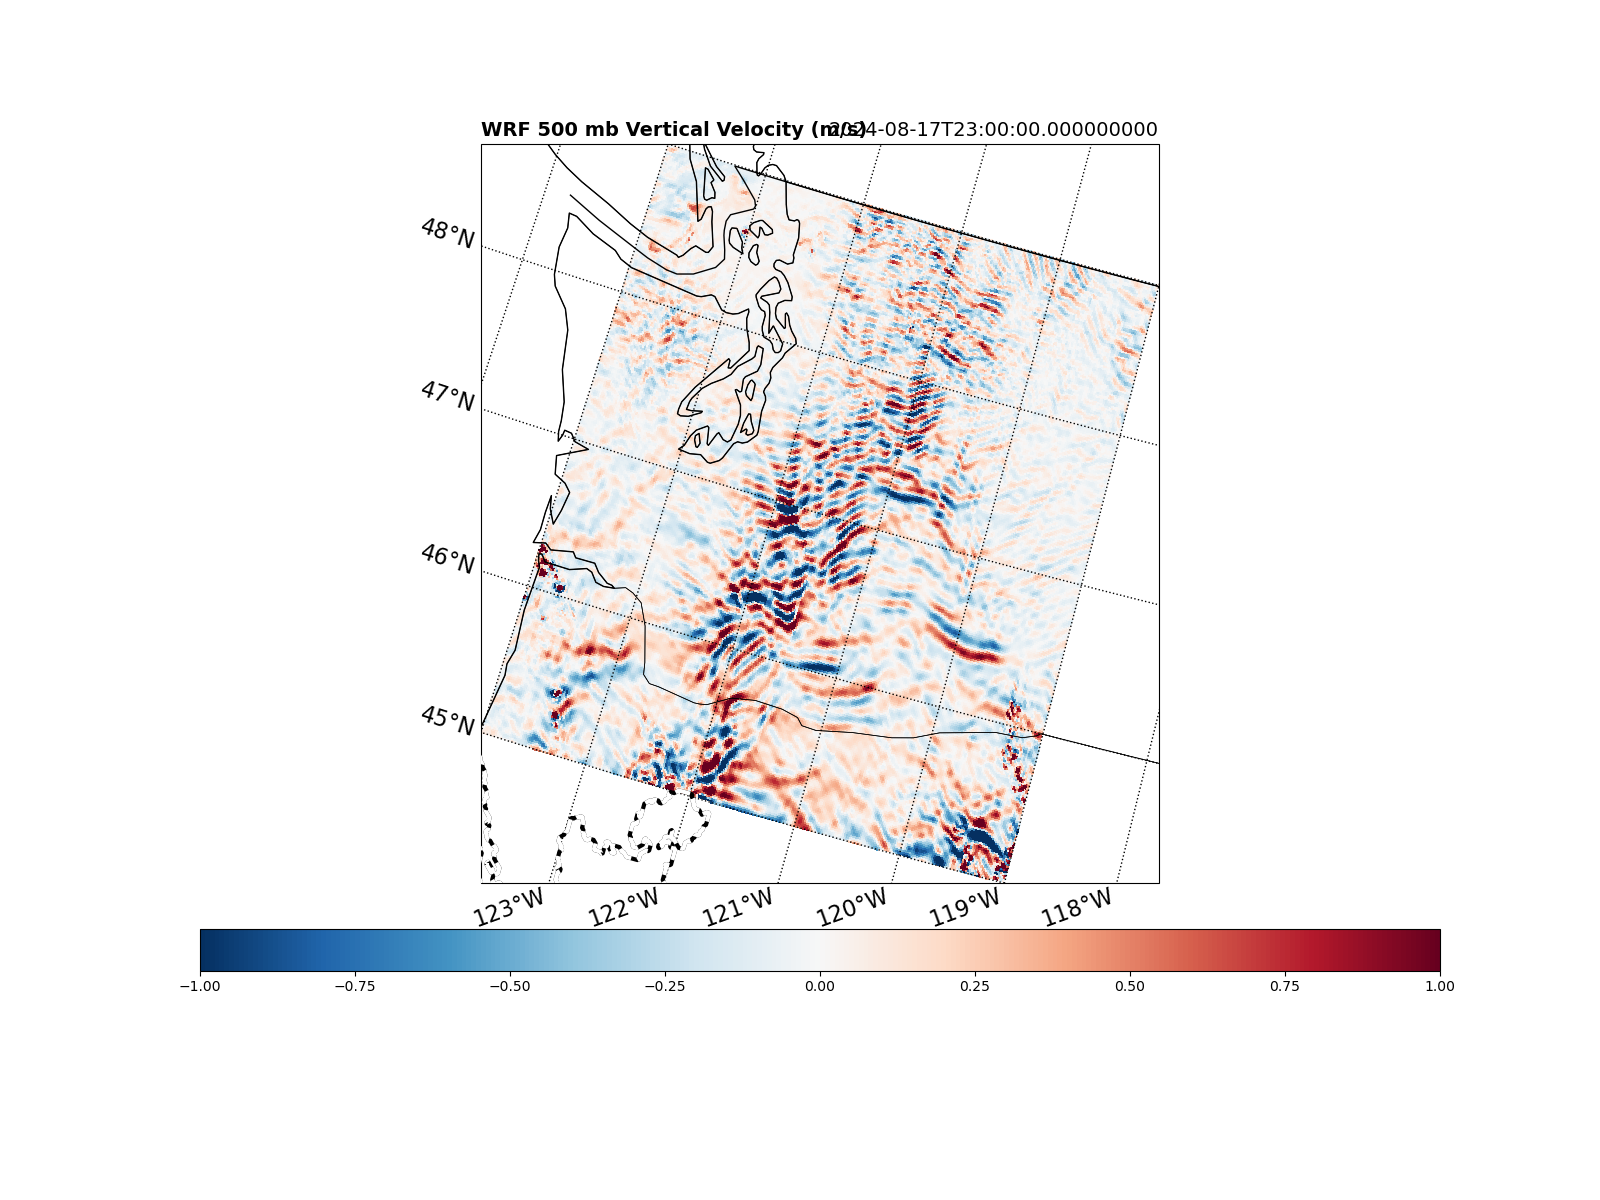 WRF 500 mb Vertical Velocity (m/s)
2024-08-17T23:00:00.000000000
48°N
47°N
46°N
45°N
123°W 122°W 121°W 120°W 119°W 118°W
−1.00 −0.75 −0.50 −0.25 0.00 0.25 0.50 0.75 1.00